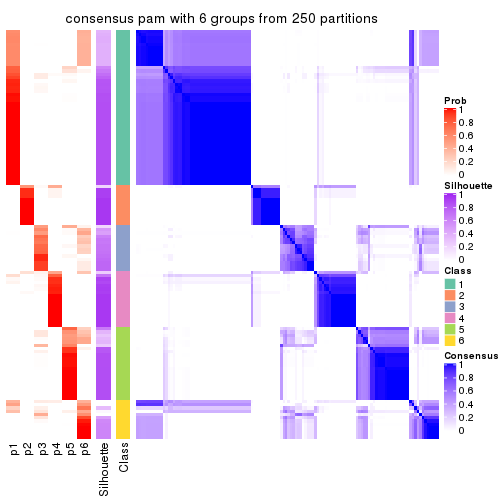 consensus pam with 6 groups from 250 partitions
Prob
1
0.8
0.6
0.4
0.2
0
Silhouette
1
0.8
0.6
0.4
0.2
0
Class
1
2
3
4
5
6
Consensus
1
0.8
0.6
0.4
0.2
0
p1
p2
p3
p4
p5
p6
Silhouette
Class